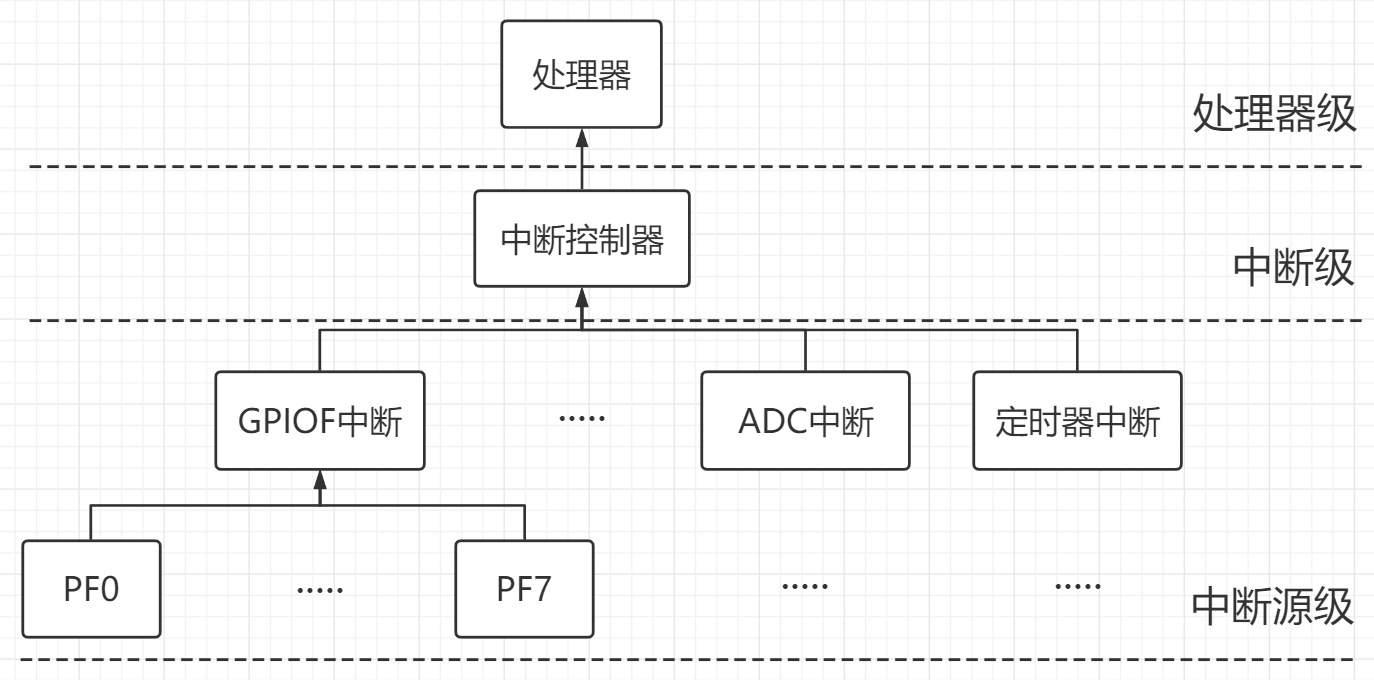 处理器
处理器级
中断控制器
中断级
GPIOF中断
.....
ADC中断
定时器中断
PF0
.....
PF7
.....
.....
中断源级